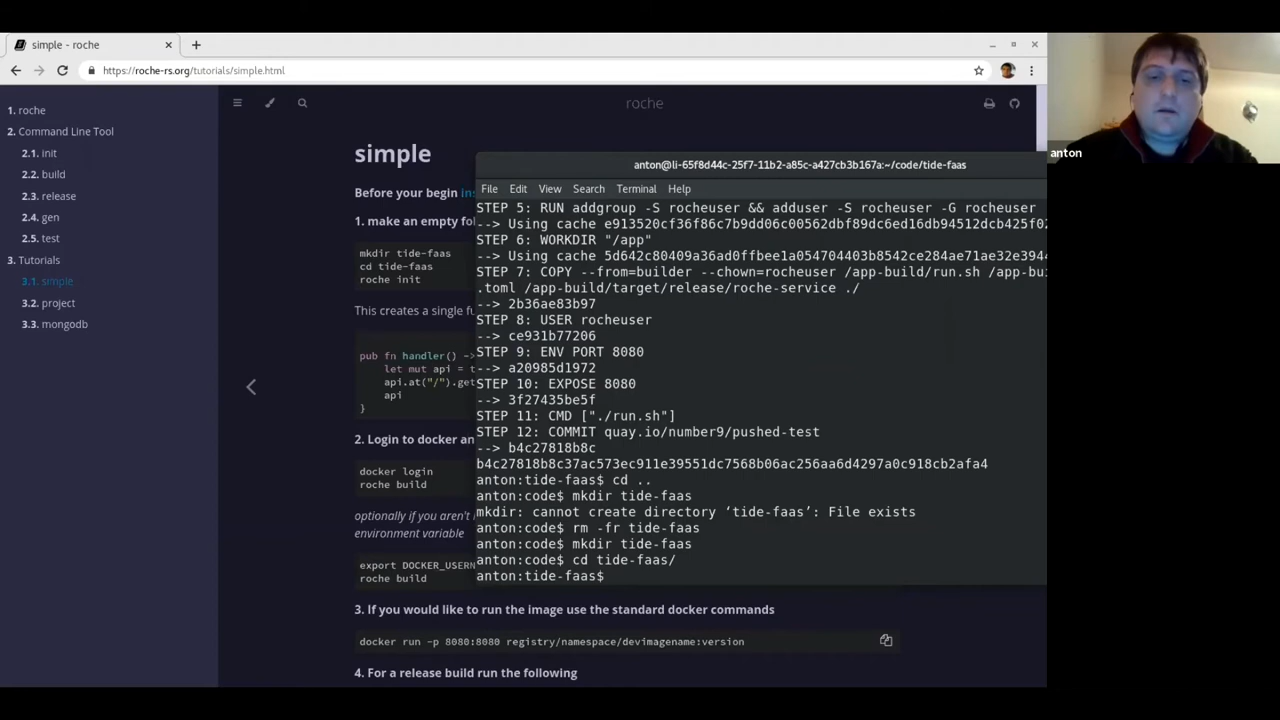 simple - roche
https://roche-rs.org/tutorials/simple.html
1. roche
2. Command Line Tool
2.1. init
2.2. build
2.3. release
2.4. gen
2.5. test
3. Tutorials
3.1. simple
3.2. project
3.3. mongodb
roche
simple
Before your begin
1. make an empty
mkdir tide-faas
cd tide-faas
roche init
This creates a single
pub fn handler() ->
let mut api =
api.at("/").get
api
}
2. Login to docker
docker login
roche build
optionally if you aren't
environment variable
export
roche build
3. If you would like to run the image use the standard docker commands
docker run -p 8080:8080 registry/namespace/devimagename:version
4. For a release build run the following
anton@li-65f8d44c-25f7-11b2-a85c-a427cb3b167a:~/code/tide-faas
File Edit View Search Terminal Help
STEP 5: RUN addgroup -S rocheuser && adduser -S rocheuser -G rocheuser
--> Using cache e913520cf36f86c7b9dd06c00562dbf89dc6ed16db94512dcb425f02
STEP 6: WORKDIR "/app"
--> Using cache 5d642c80409a36ad0ffbee1a054704403b8542ce284ae71ae32e394
STEP 7: COPY --from=builder --chown=rocheuser /app-build/run.sh
.toml /app-build/target/release/roche-service ./
--> 2b36ae83b97
STEP 8: USER rocheuser
--> ce931b77206
STEP 9: ENV PORT 8080
--> a20985d1972
STEP 10: EXPOSE 8080
--> 3f27435be5f
STEP 11: CMD ["./run.sh"]
STEP 12: COMMIT quay.io/number9/pushed-test
--> b4c27818b8c
b4c27818b8c37ac573ec911e39551dc7568b06ac256aa6d4297a0c918cb2afa4
anton:tide-faas$ cd ..
anton:code$ mkdir tide-faas
mkdir: cannot create directory ‘tide-faas’: File exists
anton:code$ rm -fr tide-faas
anton:code$ mkdir tide-faas
anton:code$ cd tide-faas/
anton:tide-faas$
anton